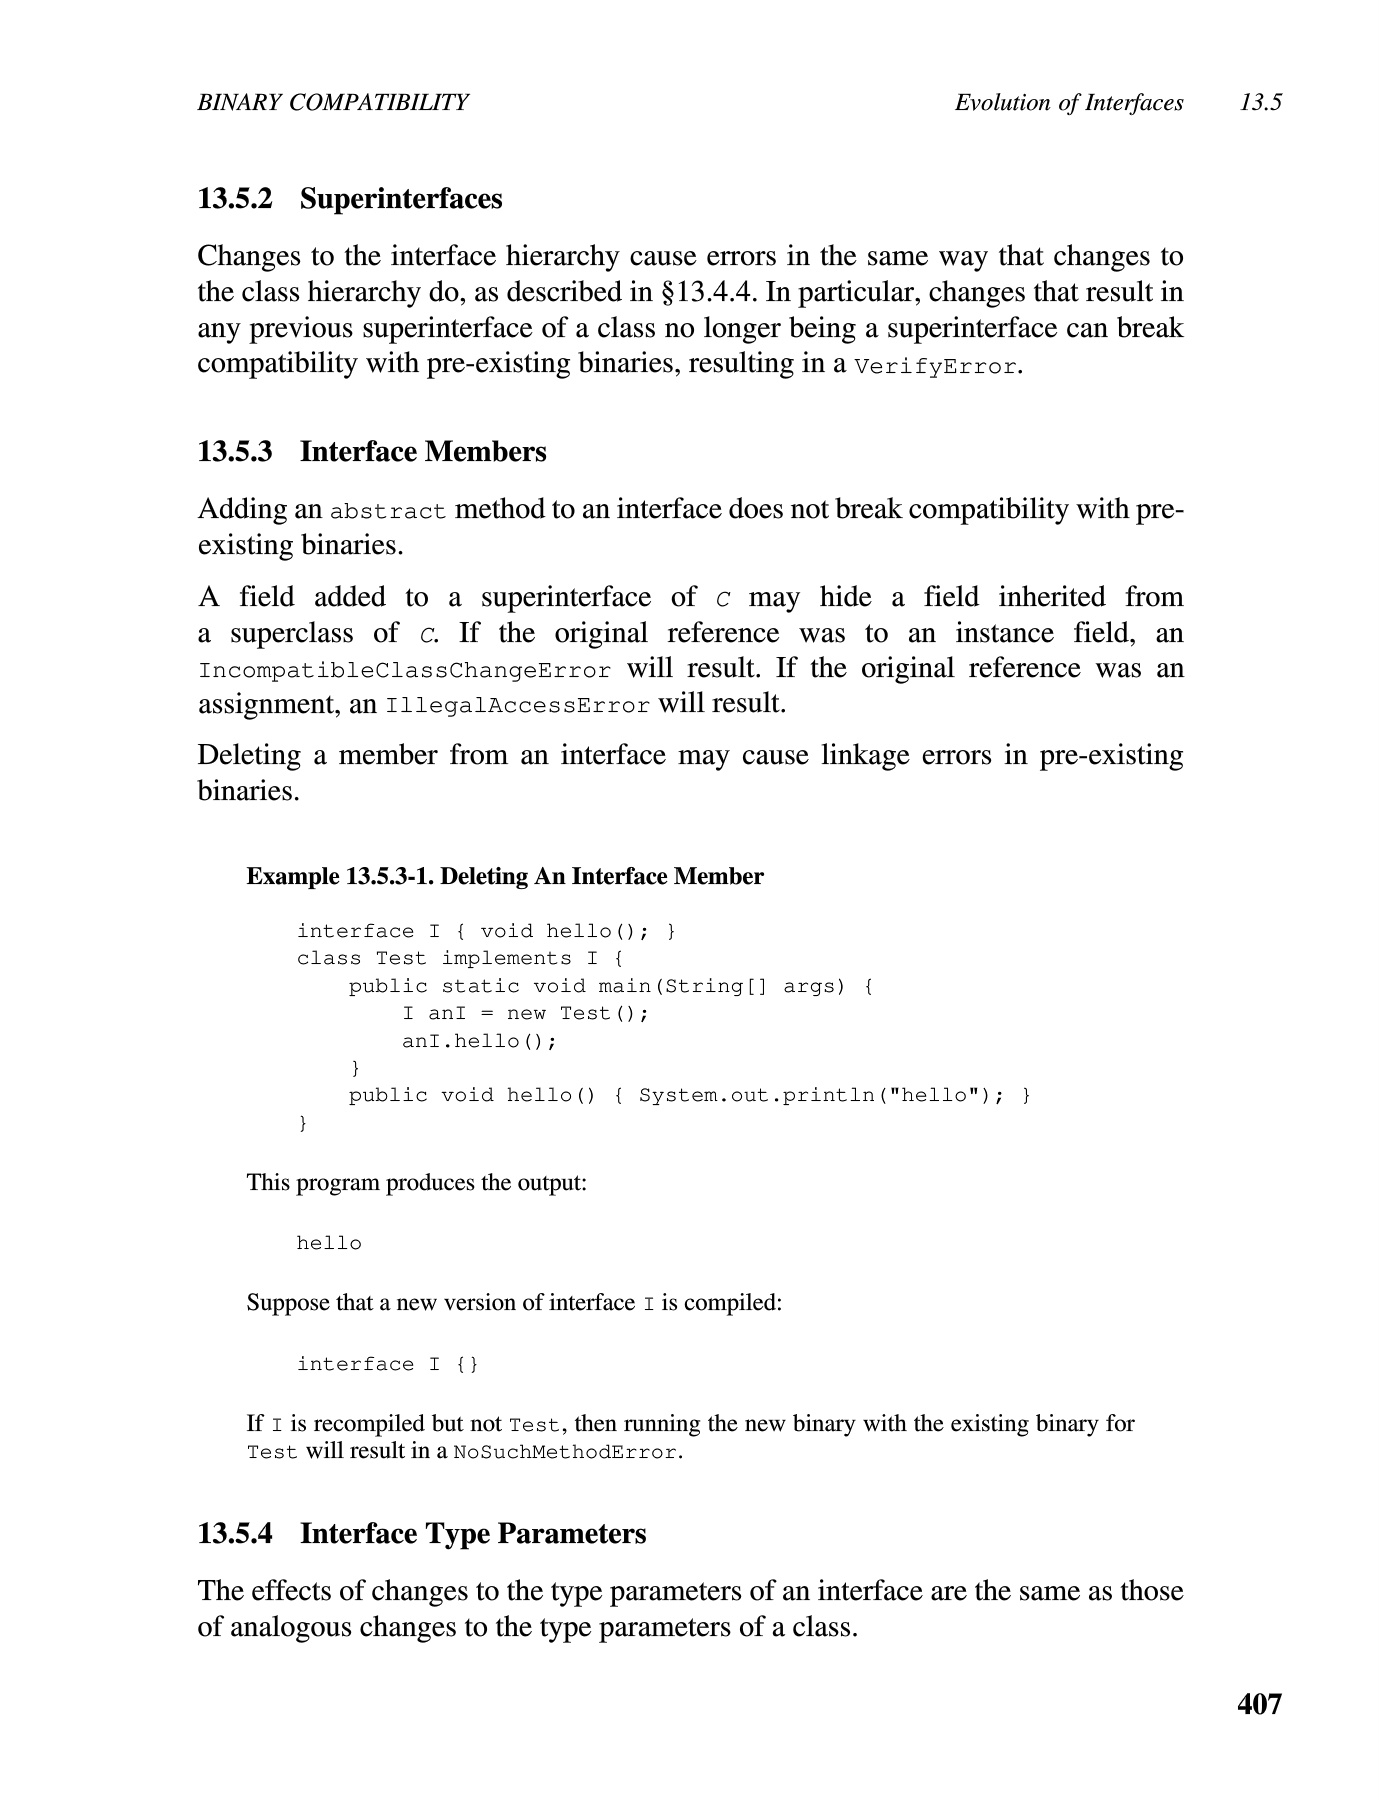 BINARY COMPATIBILITY Evolution of Interfaces 13.5
13.5.2 Superinterfaces
Changes to the interface hierarchy cause errors in the same way that changes to
the class hierarchy do, as described in §13.4.4. In particular, changes that result in
any previous superinterface of a class no longer being a superinterface can break
compatibility with pre-existing binaries, resulting in a VerifyError.
13.5.3 Interface Members
Adding an abstract method to an interface does not break compatibility with pre-
existing binaries.
A field added to a superinterface of C may hide a field inherited from
a superclass of C. If the original reference was to an instance field, an
IncompatibleClassChangeError will result. If the original reference was an
assignment, an IllegalAccessError will result.
Deleting a member from an interface may cause linkage errors in pre-existing
binaries.
Example 13.5.3-1. Deleting An Interface Member
interface I { void hello(); }
class Test implements I {
    public static void main(String[] args) {
        I anI = new Test();
        anI.hello();
    }
    public void hello() { System.out.println("hello"); }
}
This program produces the output:
hello
Suppose that a new version of interface I is compiled:
interface I {}
If I is recompiled but not Test, then running the new binary with the existing binary for
Test will result in a NoSuchMethodError.
13.5.4 Interface Type Parameters
The effects of changes to the type parameters of an interface are the same as those
of analogous changes to the type parameters of a class.
407